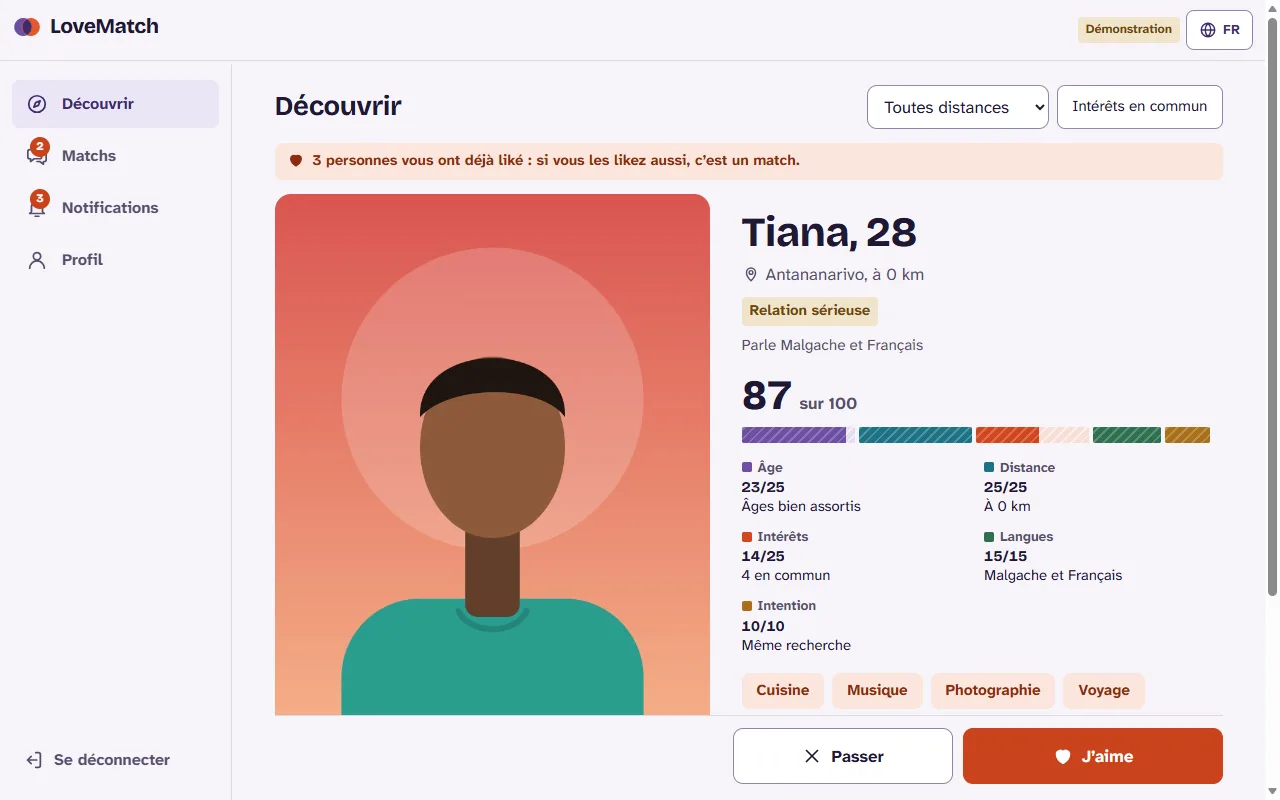 LoveMatch
Démonstration
FR
Découvrir
2
Matchs
3
Notifications
Profil
Se déconnecter
Découvrir
Toutes distances
Intérêts en commun
3 personnes vous ont déjà liké : si vous les likez aussi, c’est un match.
Tiana, 28
Antananarivo, à 0 km
Relation sérieuse
Parle Malgache et Français
87 sur 100
Âge
23/25
Âges bien assortis
Distance
25/25
À 0 km
Intérêts
14/25
4 en commun
Langues
15/15
Malgache et Français
Intention
10/10
Même recherche
Cuisine
Musique
Photographie
Voyage
Passer
J’aime